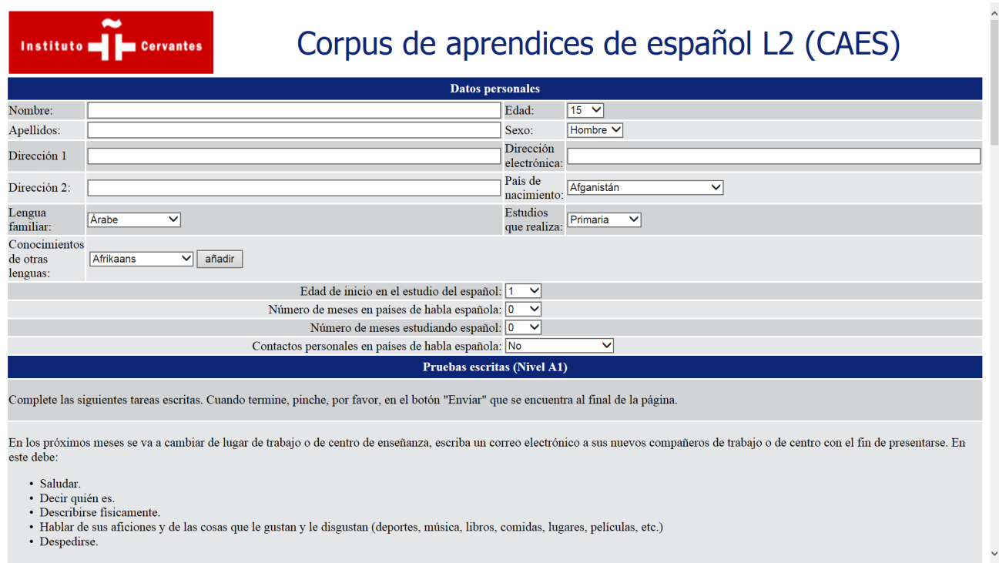 Instituto Cervantes
Corpus de aprendices de español L2 (CAES)
Datos personales
Nombre: Edad: 15
Apellidos: Sexo: Hombre
Dirección 1 Dirección electrónica:
Dirección 2: País de nacimiento: Afganistán
Lengua familiar: Árabe Estudios que realiza: Primaria
Conocimientos de otras lenguas: Afrikaans añadir
Edad de inicio en el estudio del español: 1
Número de meses en países de habla española: 0
Número de meses estudiando español: 0
Contactos personales en países de habla española: No
Pruebas escritas (Nivel A1)
Complete las siguientes tareas escritas. Cuando termine, pinche, por favor, en el botón "Enviar" que se encuentra al final de la página.
En los próximos meses se va a cambiar de lugar de trabajo o de centro de enseñanza, escriba un correo electrónico a sus nuevos compañeros de trabajo o de centro con el fin de presentarse. En
este debe:
• Saludar.
• Decir quién es.
• Describirse físicamente.
• Hablar de sus aficiones y de las cosas que le gustan y le disgustan (deportes, música, libros, comidas, lugares, películas, etc.)
• Despedirse.